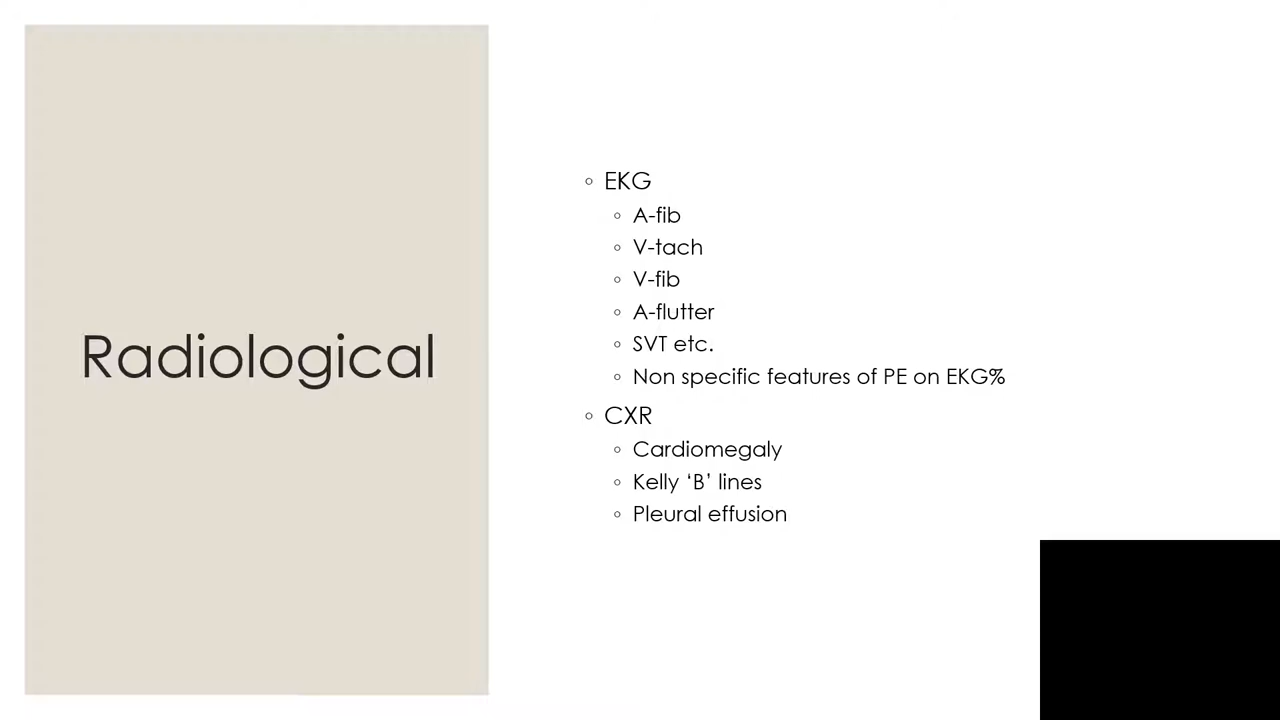 Radiological
◦ EKG
◦ A-fib
◦ V-tach
◦ V-fib
◦ A-flutter
◦ SVT etc.
◦ Non specific features of PE on EKG%
◦ CXR
◦ Cardiomegaly
◦ Kelly ‘B’ lines
◦ Pleural effusion